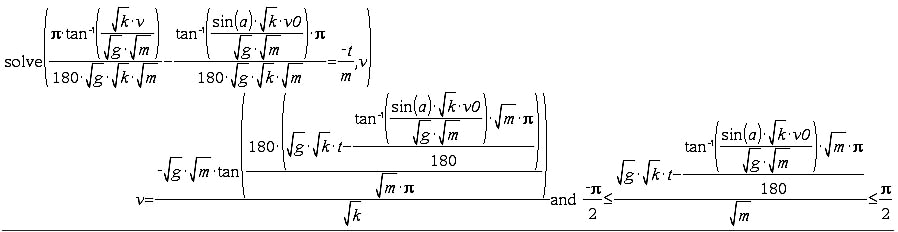 solve((π·tan⁻¹((√k·v)/(√g·√m)))/(180·√g·√k·√m)-(tan⁻¹((sin(a)·√k·v0)/(√g·√m))·π)/(180·√g·√k·√m)=(-t)/m,v)
v=(-√g·√m·tan((180·(√g·√k·t-(tan⁻¹((sin(a)·√k·v0)/(√g·√m))·√m·π)/180))/(√m·π)))/√k and (-π)/2≤(√g·√k·t-(tan⁻¹((sin(a)·√k·v0)/(√g·√m))·√m·π)/180)/√m≤π/2